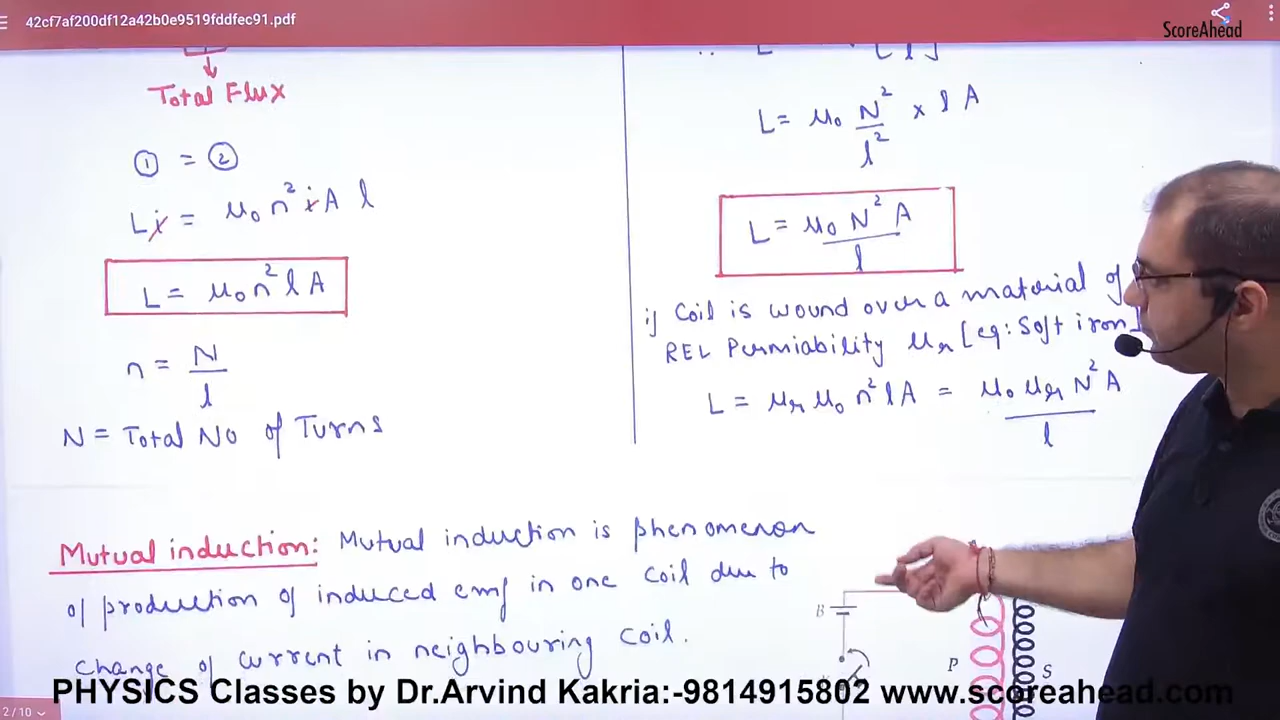 42cf7af200df12a42b0e9519fddfec91.pdf
ScoreAhead
Total Flux
① = ②
Li = μ₀ n² i A l
L = μ₀ n² l A
n = N / l
N = Total No of Turns
L = μ₀ N² / l² × l A
L = μ₀ N² A / l
if Coil is wound over a material of
REL Permiability μr [eg: Soft iron]
L = μr μ₀ n² l A = μ₀ μr N² A / l
Mutual induction: Mutual induction is phenomenon
of production of induced emf in one coil due to
change of current in neighbouring coil.
B
P
S
PHYSICS Classes by Dr.Arvind Kakria:-9814915802 www.scoreahead.com
2 / 10